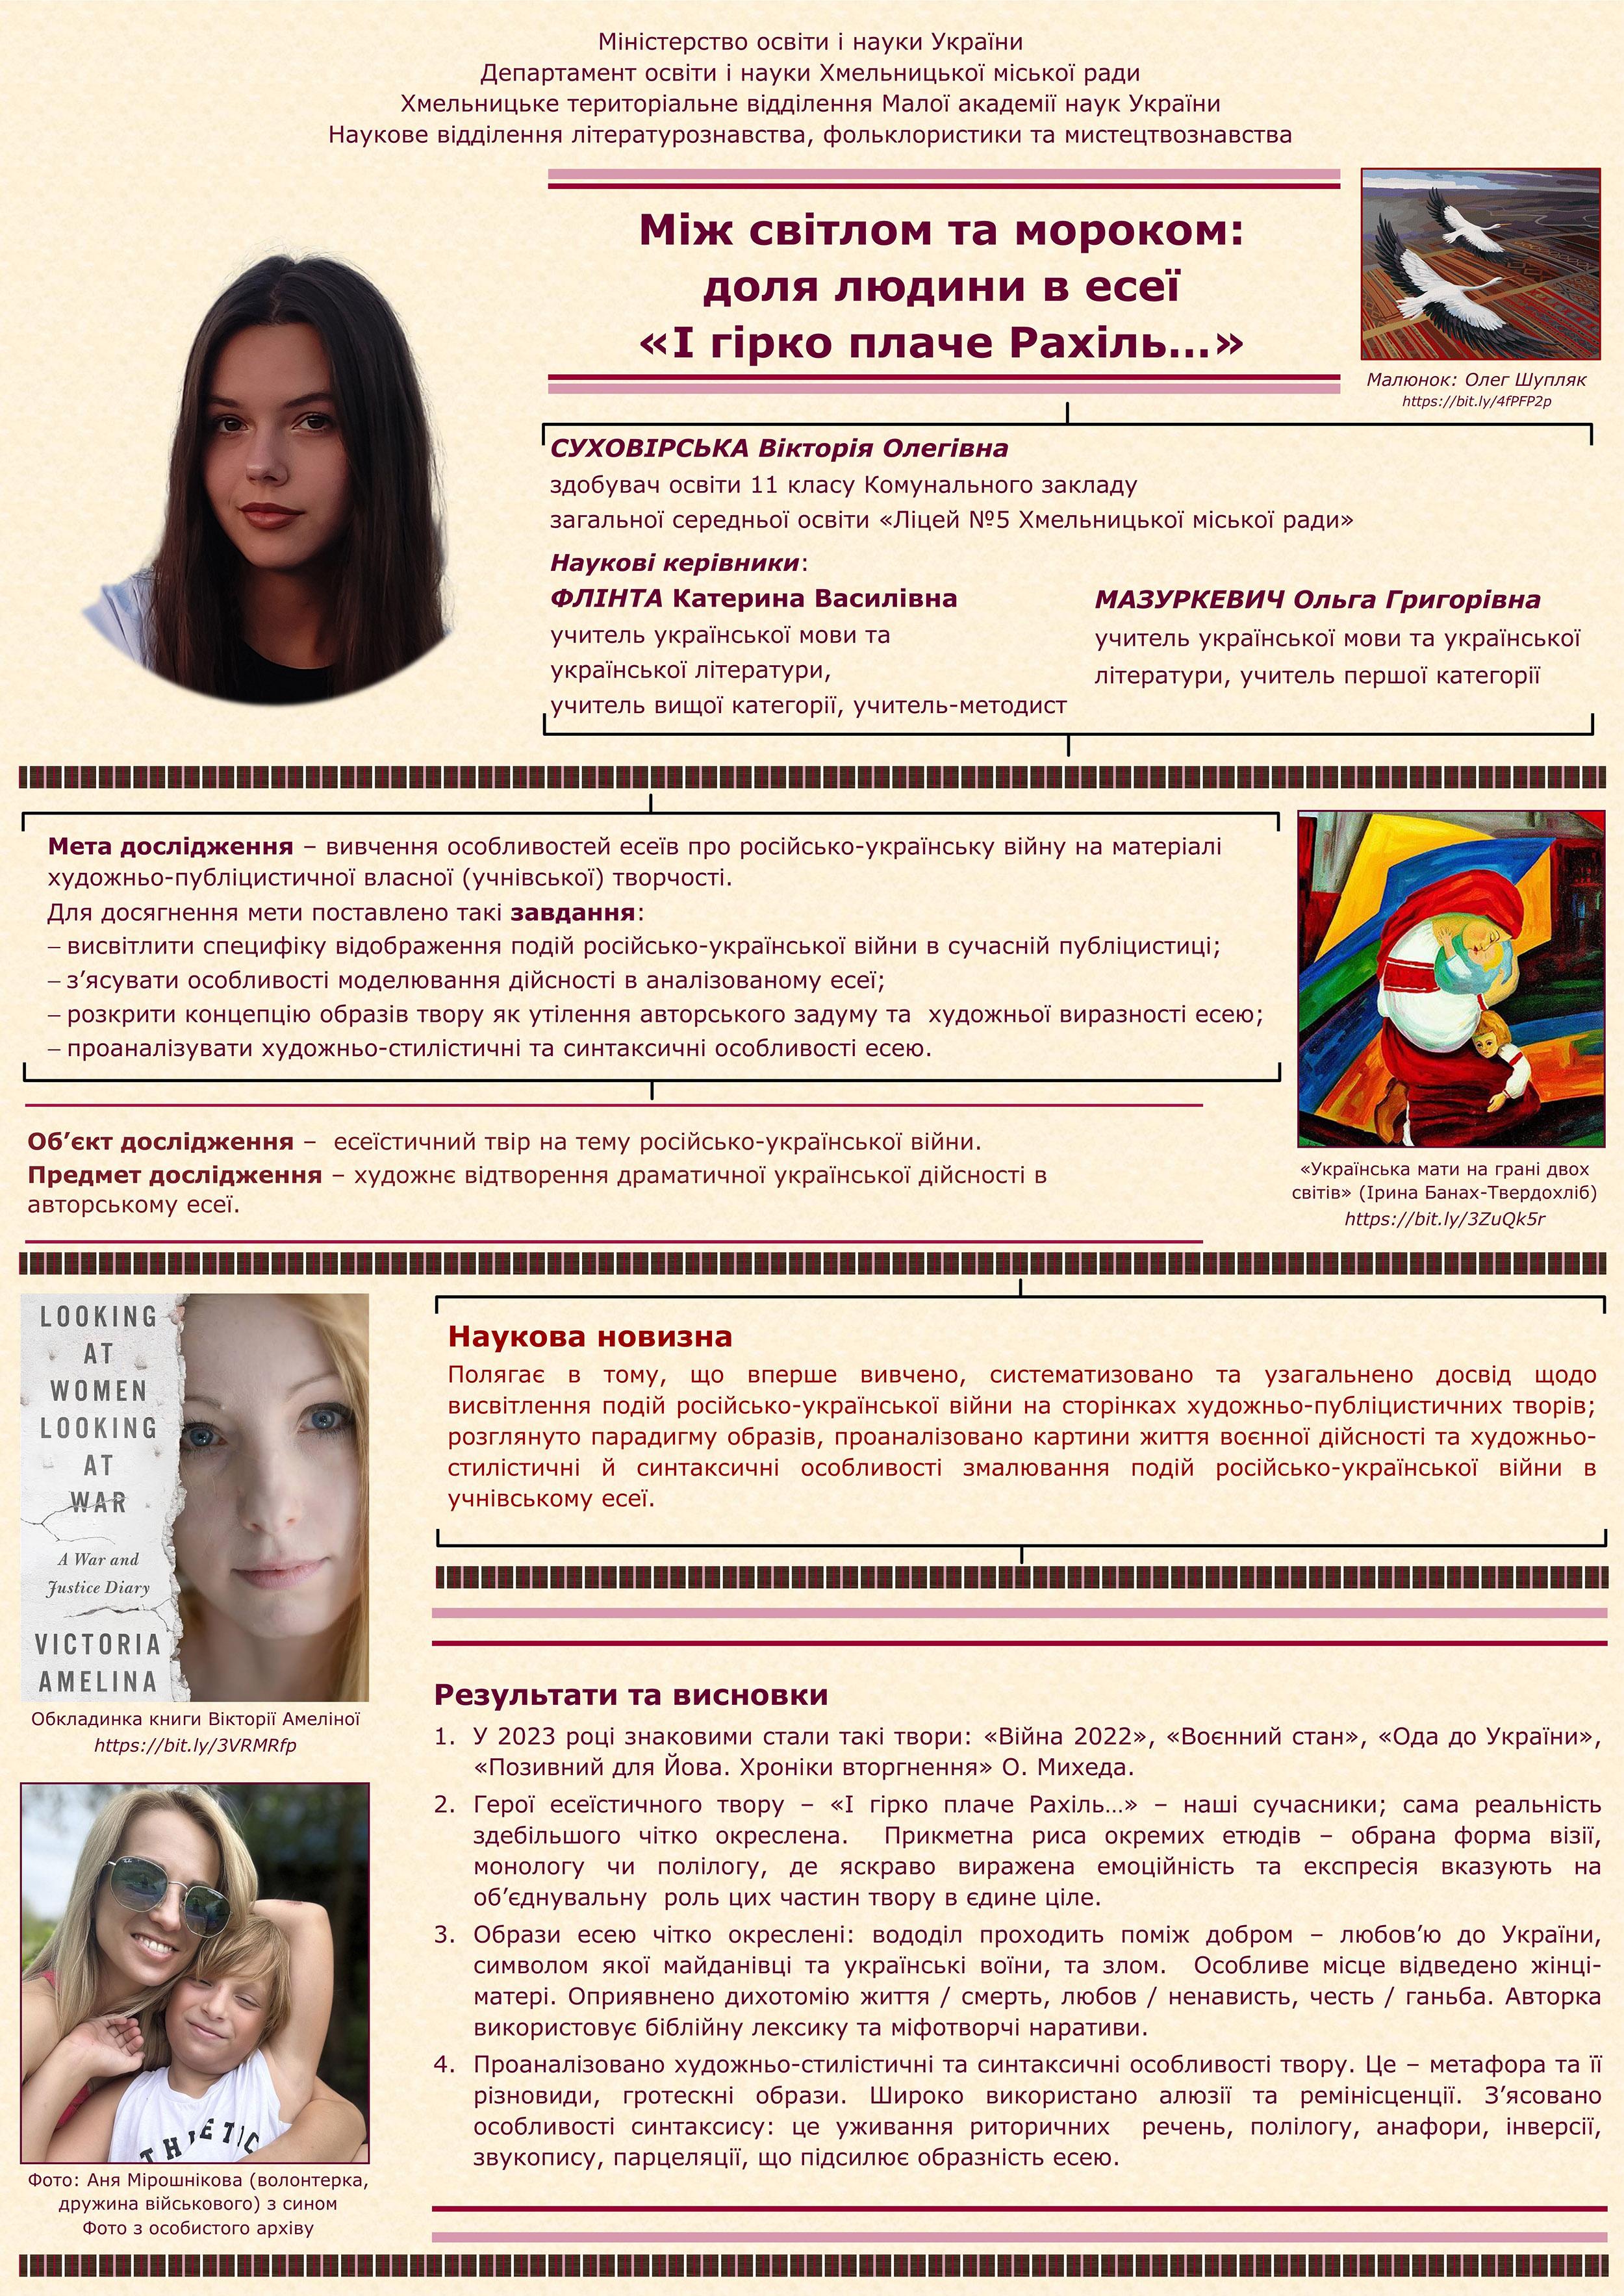 Міністерство освіти і науки України
Департамент освіти і науки Хмельницької міської ради
Хмельницьке територіальне відділення Малої академії наук України
Наукове відділення літературознавства, фольклористики та мистецтвознавства
Між світлом та мороком:
доля людини в есеї
«І гірко плаче Рахіль…»
Малюнок: Олег Шупляк
https://bit.ly/4fPFP2p
СУХОВІРСЬКА Вікторія Олегівна
здобувач освіти 11 класу Комунального закладу
загальної середньої освіти «Ліцей №5 Хмельницької міської ради»
Наукові керівники:
ФЛІНТА Катерина Василівна
учитель української мови та
української літератури,
учитель вищої категорії, учитель-методист
МАЗУРКЕВИЧ Ольга Григорівна
учитель української мови та української
літератури, учитель першої категорії
Мета дослідження – вивчення особливостей есеїв про російсько-українську війну на матеріалі
художньо-публіцистичної власної (учнівської) творчості.
Для досягнення мети поставлено такі завдання:
– висвітлити специфіку відображення подій російсько-української війни в сучасній публіцистиці;
– з’ясувати особливості моделювання дійсності в аналізованому есеї;
– розкрити концепцію образів твору як утілення авторського задуму та  художньої виразності есею;
– проаналізувати художньо-стилістичні та синтаксичні особливості есею.
Об’єкт дослідження –  есеїстичний твір на тему російсько-української війни.
Предмет дослідження – художнє відтворення драматичної української дійсності в
авторському есеї.
«Українська мати на грані двох
світів» (Ірина Банах-Твердохліб)
https://bit.ly/3ZuQk5r
LOOKING
AT
WOMEN
LOOKING
AT
WAR
A War and
Justice Diary
VICTORIA
AMELINA
Обкладинка книги Вікторії Амеліної
https://bit.ly/3VRMRfp
Наукова новизна
Полягає в тому, що вперше вивчено, систематизовано та узагальнено досвід щодо
висвітлення подій російсько-української війни на сторінках художньо-публіцистичних творів;
розглянуто парадигму образів, проаналізовано картини життя воєнної дійсності та художньо-
стилістичні й синтаксичні особливості змалювання подій російсько-української війни в
учнівському есеї.
Результати та висновки
1. У 2023 році знаковими стали такі твори: «Війна 2022», «Воєнний стан», «Ода до України»,
«Позивний для Йова. Хроніки вторгнення» О. Михеда.
2. Герої есеїстичного твору – «І гірко плаче Рахіль…» – наші сучасники; сама реальність
здебільшого чітко окреслена.  Прикметна риса окремих етюдів – обрана форма візії,
монологу чи полілогу, де яскраво виражена емоційність та експресія вказують на
об’єднувальну  роль цих частин твору в єдине ціле.
3. Образи есею чітко окреслені: вододіл проходить поміж добром – любов’ю до України,
символом якої майданівці та українські воїни, та злом.  Особливе місце відведено жінці-
матері. Оприявнено дихотомію життя / смерть, любов / ненависть, честь / ганьба. Авторка
використовує біблійну лексику та міфотворчі наративи.
4. Проаналізовано художньо-стилістичні та синтаксичні особливості твору. Це – метафора та її
різновиди, гротескні образи. Широко використано алюзії та ремінісценції. З’ясовано
особливості синтаксису: це уживання риторичних  речень, полілогу, анафори, інверсії,
звукопису, парцеляції, що підсилює образність есею.
Фото: Аня Мірошнікова (волонтерка,
дружина військового) з сином
Фото з особистого архіву